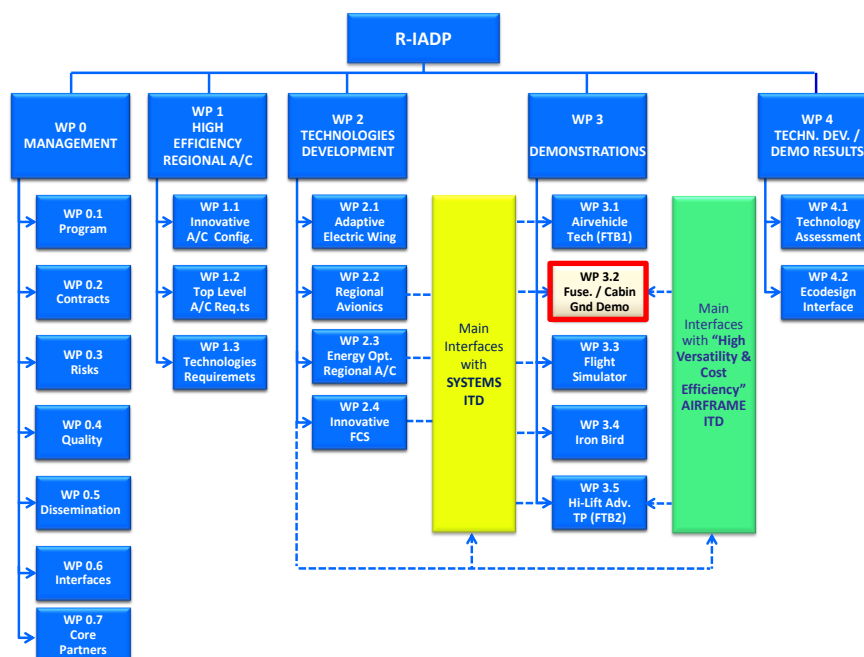 R-IADP
WP 0
MANAGEMENT
WP 1
HIGH
EFFICIENCY
REGIONAL A/C
WP 2
TECHNOLOGIES
DEVELOPMENT
WP 3
DEMONSTRATIONS
WP 4
TECHN. DEV. /
DEMO RESULTS
WP 0.1
Program
WP 0.2
Contracts
WP 0.3
Risks
WP 0.4
Quality
WP 0.5
Dissemination
WP 0.6
Interfaces
WP 0.7
Core
Partners
WP 1.1
Innovative
A/C Config.
WP 1.2
Top Level
A/C Req.ts
WP 1.3
Technologies
Requiremets
WP 2.1
Adaptive
Electric Wing
WP 2.2
Regional
Avionics
WP 2.3
Energy Opt.
Regional A/C
WP 2.4
Innovative
FCS
Main
Interfaces
with
SYSTEMS
ITD
WP 3.1
Airvehicle
Tech (FTB1)
WP 3.2
Fuse. / Cabin
Gnd Demo
WP 3.3
Flight
Simulator
WP 3.4
Iron Bird
WP 3.5
Hi-Lift Adv.
TP (FTB2)
Main
Interfaces
with “High
Versatility &
Cost
Efficiency”
AIRFRAME
ITD
WP 4.1
Technology
Assessment
WP 4.2
Ecodesign
Interface